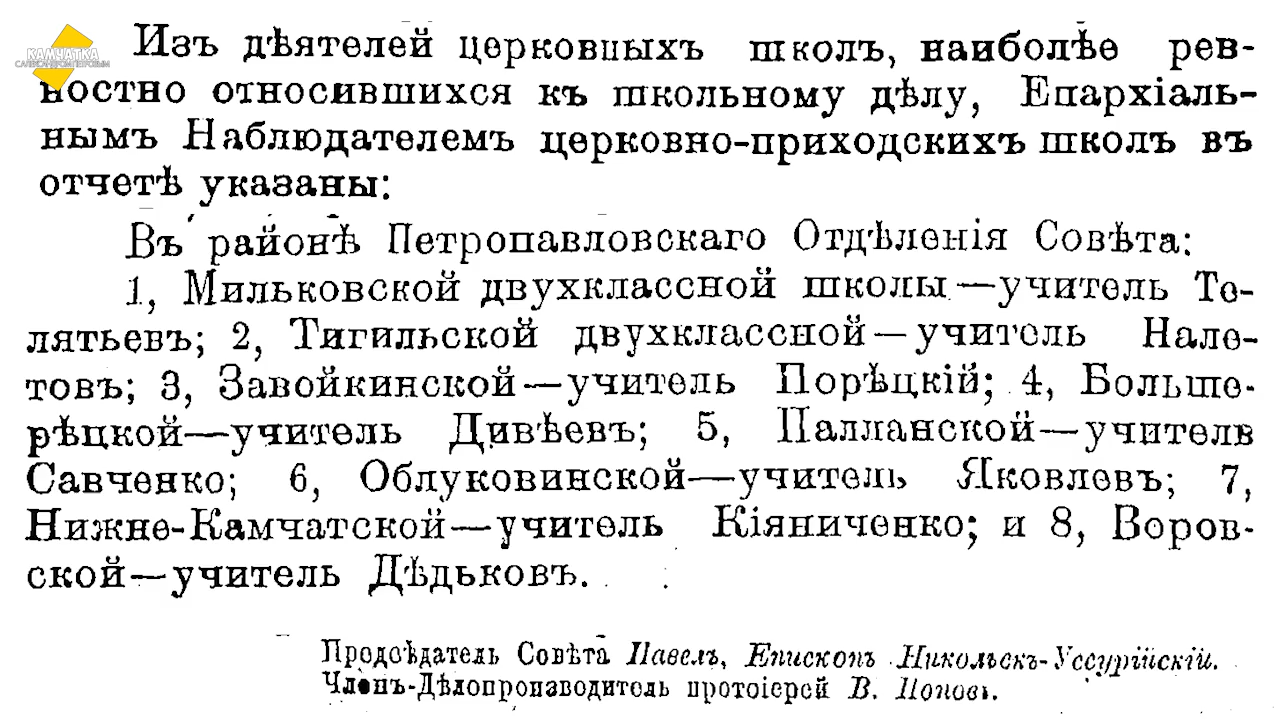 КАМЧАТКА
С АЛЕКСАНДРОМ ПЕТРОВЫМ
Изъ дѣятелей церковныхъ школъ, наиболѣе рев-
ностно относившихся къ школьному дѣлу, Епархіаль-
нымъ Наблюдателемъ церковно-приходскихъ школъ въ
отчетѣ указаны:
Въ районѣ Петропавловскаго Отдѣленія Совѣта:
1, Мильковской двухклассной школы—учитель Те-
лятьевъ; 2, Тигильской двухклассной—учитель Нале-
товъ; 3, Завойкинской—учитель Порѣцкій; 4, Больше-
рѣцкой—учитель Дивѣевъ; 5, Палланской—учитель
Савченко; 6, Облуковинской—учитель Яковлевъ; 7,
Нижне-Камчатской—учитель Кіяниченко; и 8, Воров-
ской—учитель Дѣдьковъ.
Предсѣдатель Совѣта Павелъ, Епископъ Никольскъ-Уссурійскій.
Членъ-Дѣлопроизводитель протоіерей В. Поповъ.